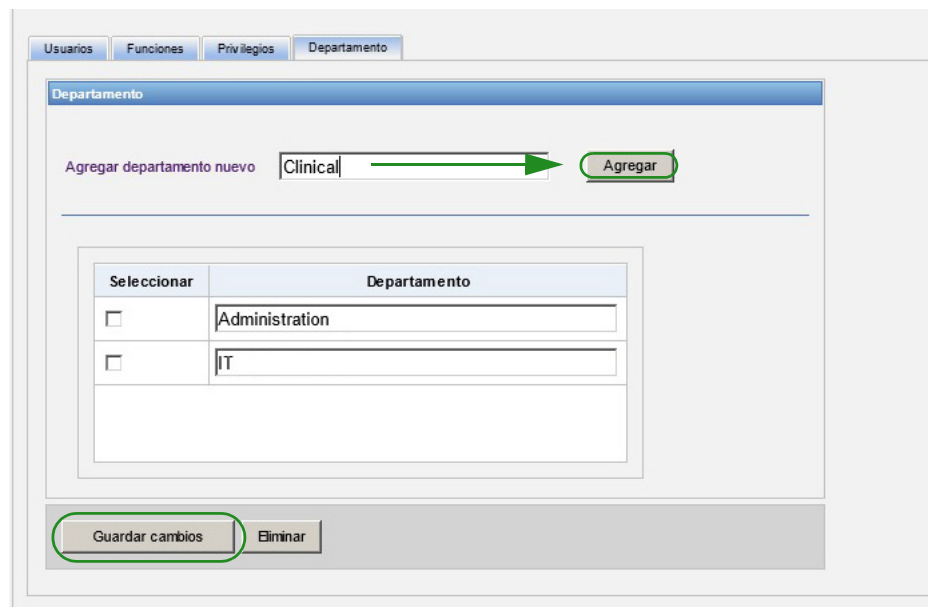 Usuarios Funciones Privilegios Departamento
Departamento
Agregar departamento nuevo Clinical Agregar
Seleccionar Departamento
Administration
IT
Guardar cambios Eliminar